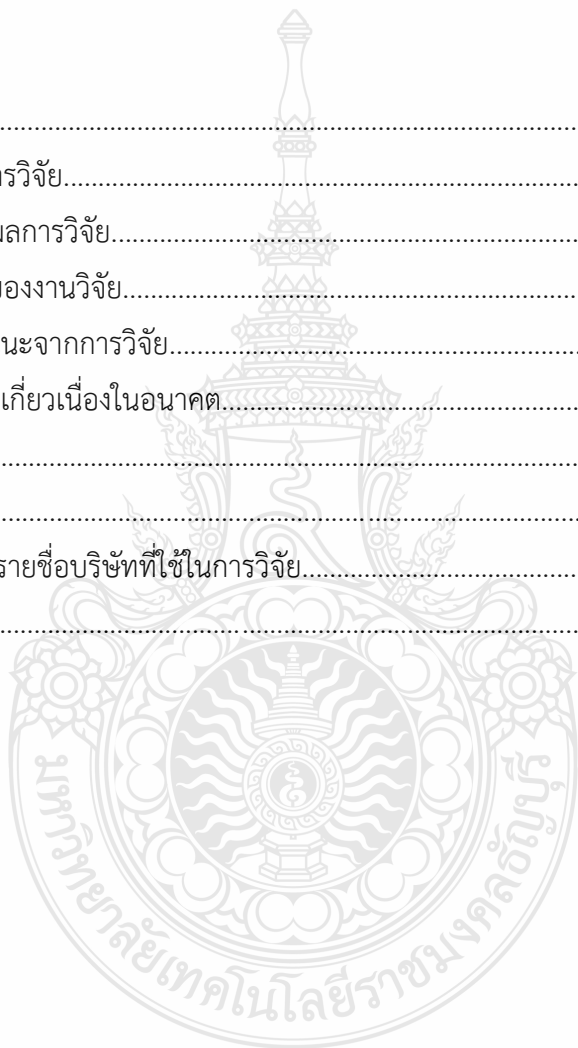 ................................................................................
ารวิจัย................................................................................
ผลการวิจัย................................................................................
ของงานวิจัย................................................................................
นะจากการวิจัย................................................................................
เกี่ยวเนื่องในอนาคต................................................................................
................................................................................
................................................................................
รายชื่อบริษัทที่ใช้ในการวิจัย................................................................................
................................................................................
มหาวิทยาลัยเทคโนโลยีราชมงคลธัญบุรี